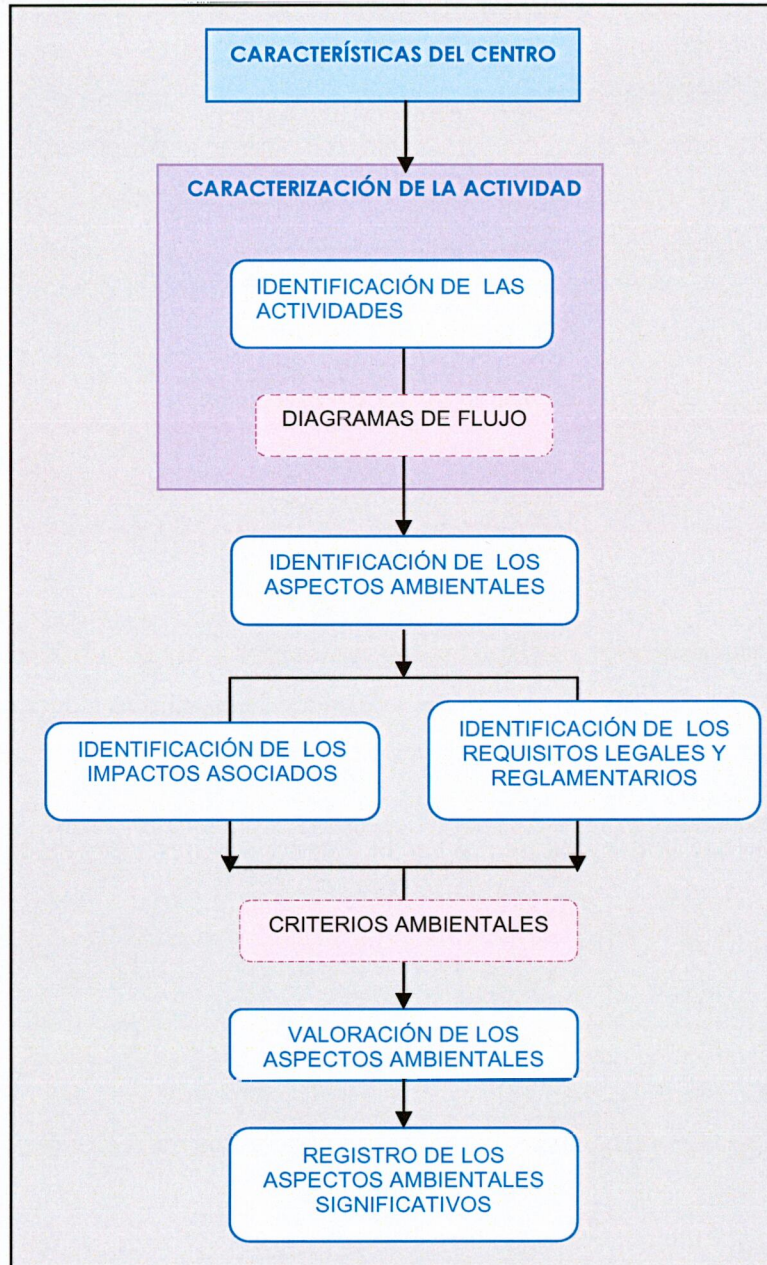 CARACTERÍSTICAS DEL CENTRO
CARACTERIZACIÓN DE LA ACTIVIDAD
IDENTIFICACIÓN DE LAS
ACTIVIDADES
DIAGRAMAS DE FLUJO
IDENTIFICACIÓN DE LOS
ASPECTOS AMBIENTALES
IDENTIFICACIÓN DE LOS
IMPACTOS ASOCIADOS
IDENTIFICACIÓN DE LOS
REQUISITOS LEGALES Y
REGLAMENTARIOS
CRITERIOS AMBIENTALES
VALORACIÓN DE LOS
ASPECTOS AMBIENTALES
REGISTRO DE LOS
ASPECTOS AMBIENTALES
SIGNIFICATIVOS